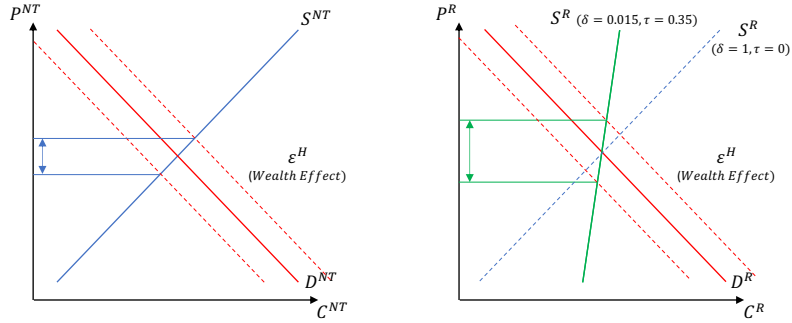 P^{NT}
S^{NT}
ε^{H}
(Wealth Effect)
D^{NT}
C^{NT}
P^{R}
S^{R} (δ = 0.015, τ = 0.35)
S^{R}
(δ = 1, τ = 0)
ε^{H}
(Wealth Effect)
D^{R}
C^{R}